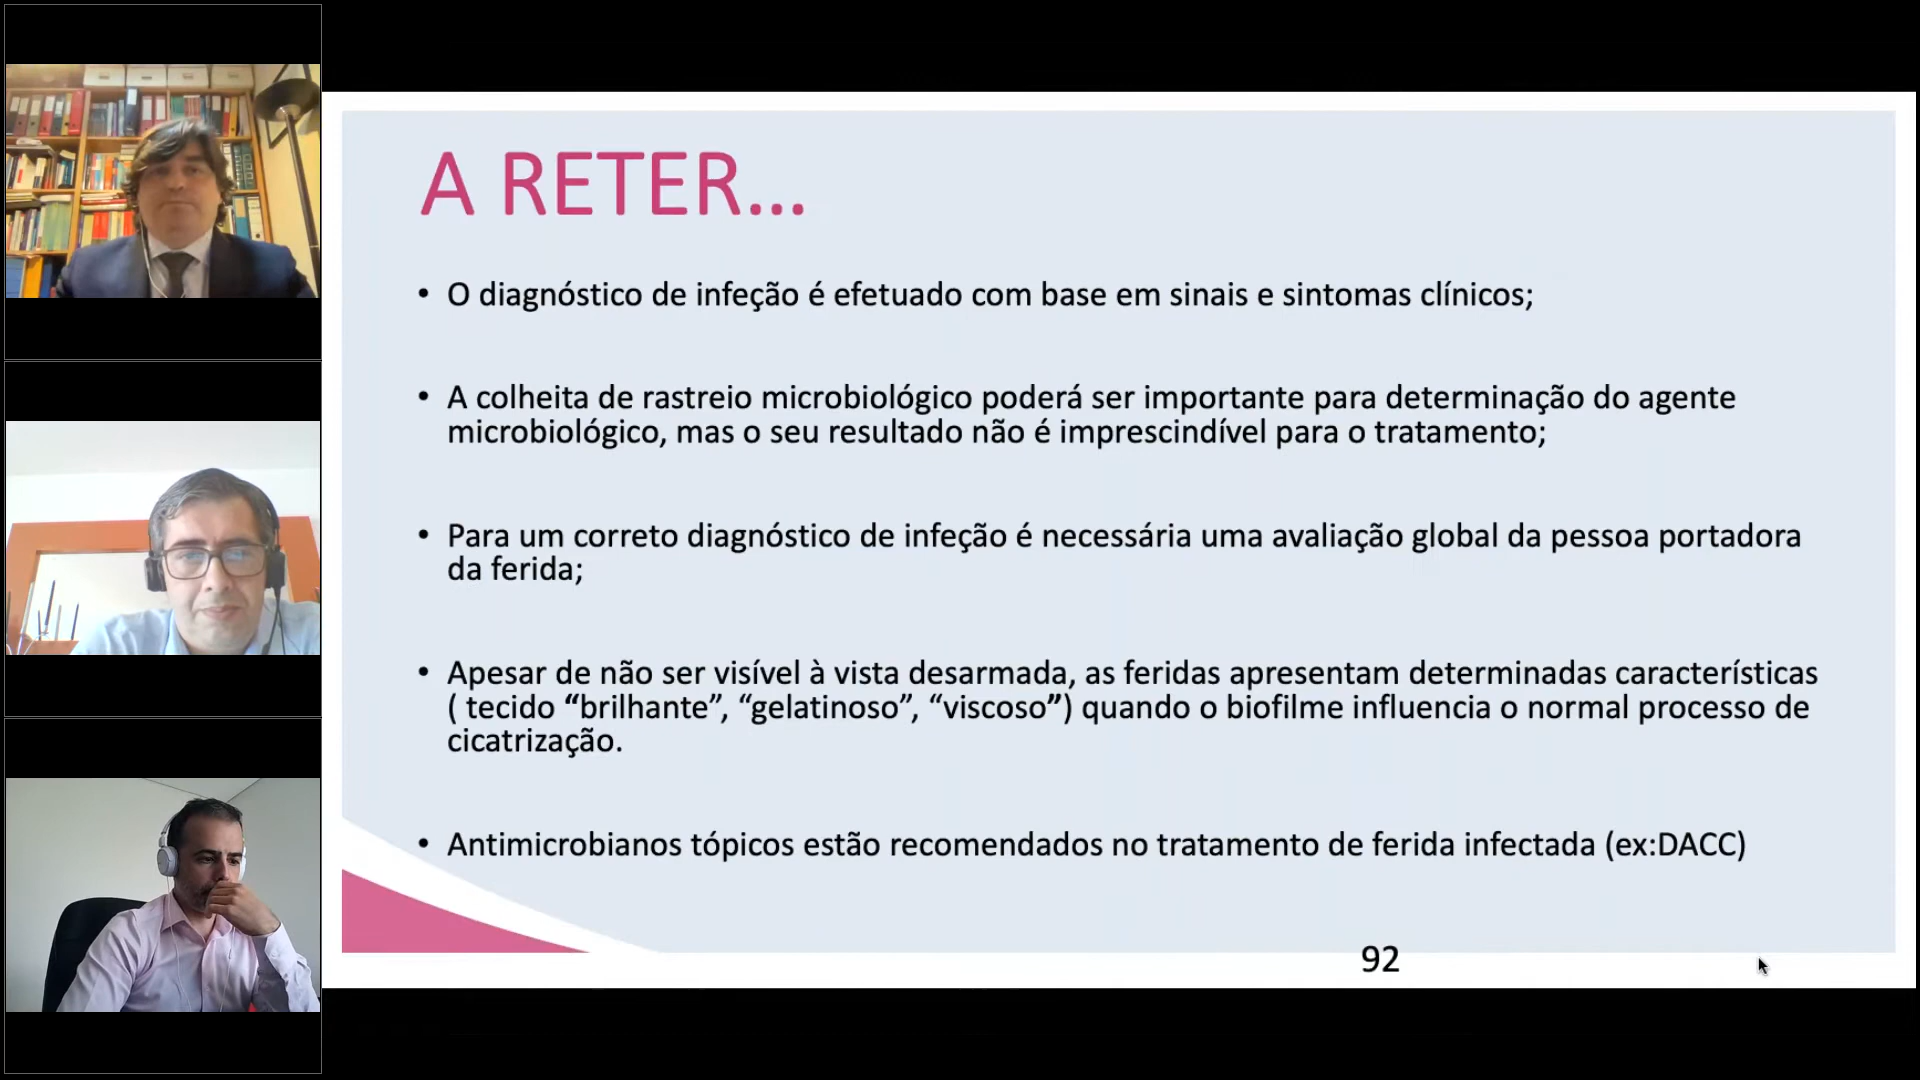 A RETER...
• O diagnóstico de infeção é efetuado com base em sinais e sintomas clínicos;
• A colheita de rastreio microbiológico poderá ser importante para determinação do agente
microbiológico, mas o seu resultado não é imprescindível para o tratamento;
• Para um correto diagnóstico de infeção é necessária uma avaliação global da pessoa portadora
da ferida;
• Apesar de não ser visível à vista desarmada, as feridas apresentam determinadas características
( tecido “brilhante”, “gelatinoso”, “viscoso”) quando o biofilme influencia o normal processo de
cicatrização.
• Antimicrobianos tópicos estão recomendados no tratamento de ferida infectada (ex:DACC)
92